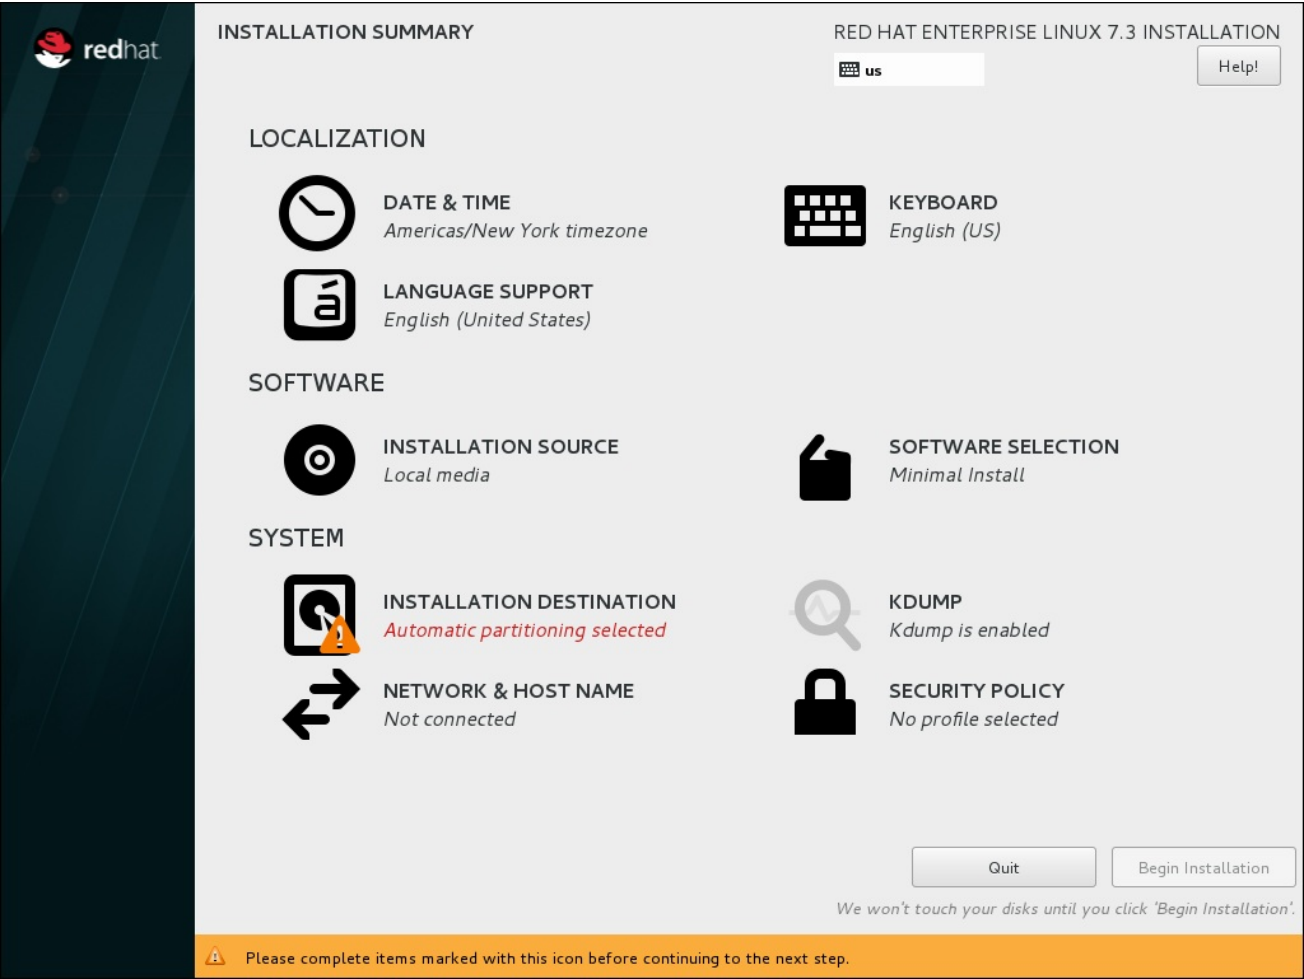 redhat.
INSTALLATION SUMMARY
RED HAT ENTERPRISE LINUX 7.3 INSTALLATION
us
Help!
LOCALIZATION
DATE & TIME
Americas/New York timezone
KEYBOARD
English (US)
á
LANGUAGE SUPPORT
English (United States)
SOFTWARE
INSTALLATION SOURCE
Local media
SOFTWARE SELECTION
Minimal Install
SYSTEM
INSTALLATION DESTINATION
Automatic partitioning selected
KDUMP
Kdump is enabled
NETWORK & HOST NAME
Not connected
SECURITY POLICY
No profile selected
Quit
Begin Installation
We won't touch your disks until you click 'Begin Installation'.
Please complete items marked with this icon before continuing to the next step.